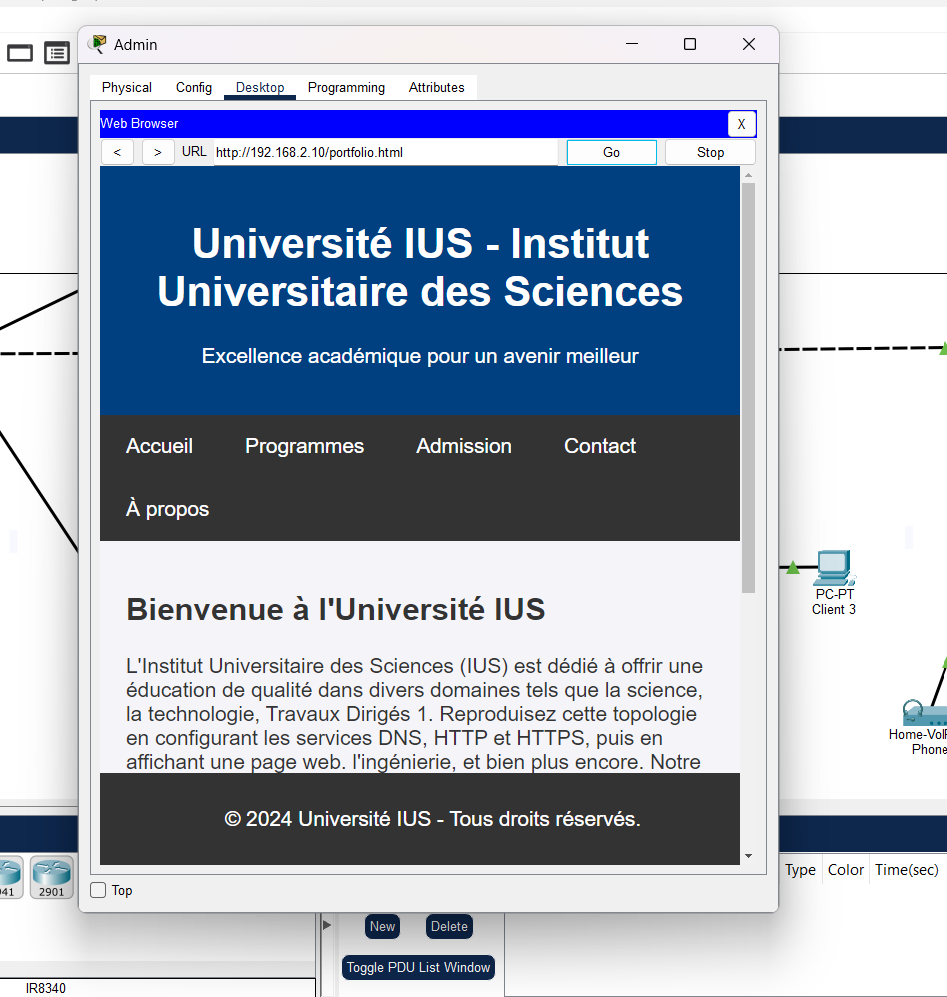 Admin
Physical Config Desktop Programming Attributes
Web Browser X
< > URL http://192.168.2.10/portfolio.html Go Stop
Université IUS - Institut
Universitaire des Sciences
Excellence académique pour un avenir meilleur
Accueil Programmes Admission Contact
À propos
Bienvenue à l'Université IUS
L'Institut Universitaire des Sciences (IUS) est dédié à offrir une
éducation de qualité dans divers domaines tels que la science,
la technologie, Travaux Dirigés 1. Reproduisez cette topologie
en configurant les services DNS, HTTP et HTTPS, puis en
affichant une page web. l'ingénierie, et bien plus encore. Notre
© 2024 Université IUS - Tous droits réservés.
Top
PC-PT
Client 3
Home-VoIP
Phone
Type Color Time(sec)
941 2901
New Delete
Toggle PDU List Window
IR8340